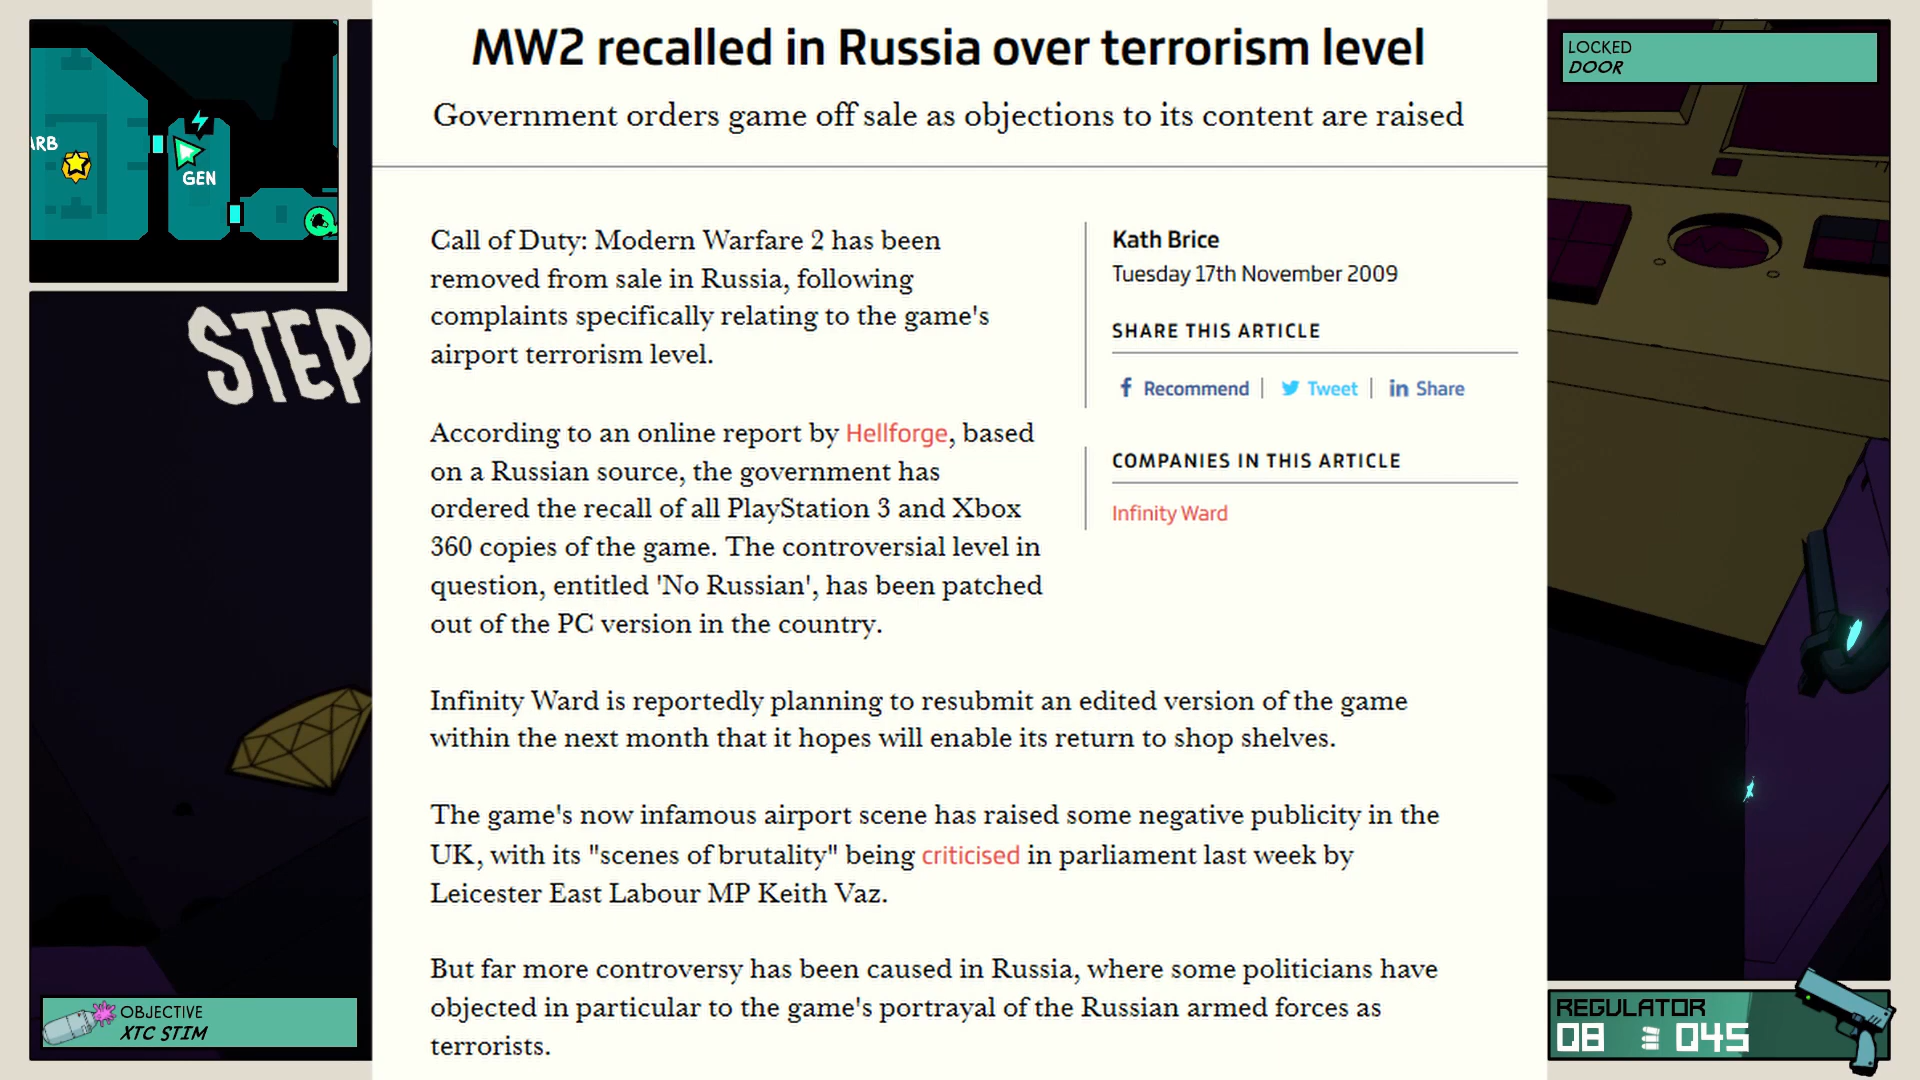 MW2 recalled in Russia over terrorism level
Government orders game off sale as objections to its content are raised
Call of Duty: Modern Warfare 2 has been
removed from sale in Russia, following
complaints specifically relating to the game's
airport terrorism level.
According to an online report by Hellforge, based
on a Russian source, the government has
ordered the recall of all PlayStation 3 and Xbox
360 copies of the game. The controversial level in
question, entitled 'No Russian', has been patched
out of the PC version in the country.
Infinity Ward is reportedly planning to resubmit an edited version of the game
within the next month that it hopes will enable its return to shop shelves.
The game's now infamous airport scene has raised some negative publicity in the
UK, with its "scenes of brutality" being criticised in parliament last week by
Leicester East Labour MP Keith Vaz.
But far more controversy has been caused in Russia, where some politicians have
objected in particular to the game's portrayal of the Russian armed forces as
terrorists.
Kath Brice
Tuesday 17th November 2009
SHARE THIS ARTICLE
Recommend | Tweet | Share
COMPANIES IN THIS ARTICLE
Infinity Ward
ARB
GEN
STEP
OBJECTIVE
XTC STIM
LOCKED
DOOR
REGULATOR
08 045